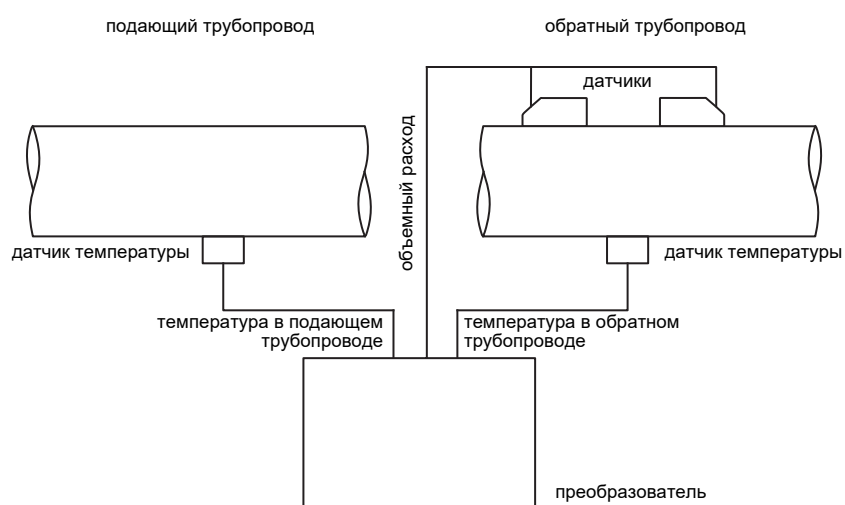 подающий трубопровод
обратный трубопровод
датчики
объемный расход
датчик температуры
датчик температуры
температура в подающем
трубопроводе
температура в обратном
трубопроводе
преобразователь